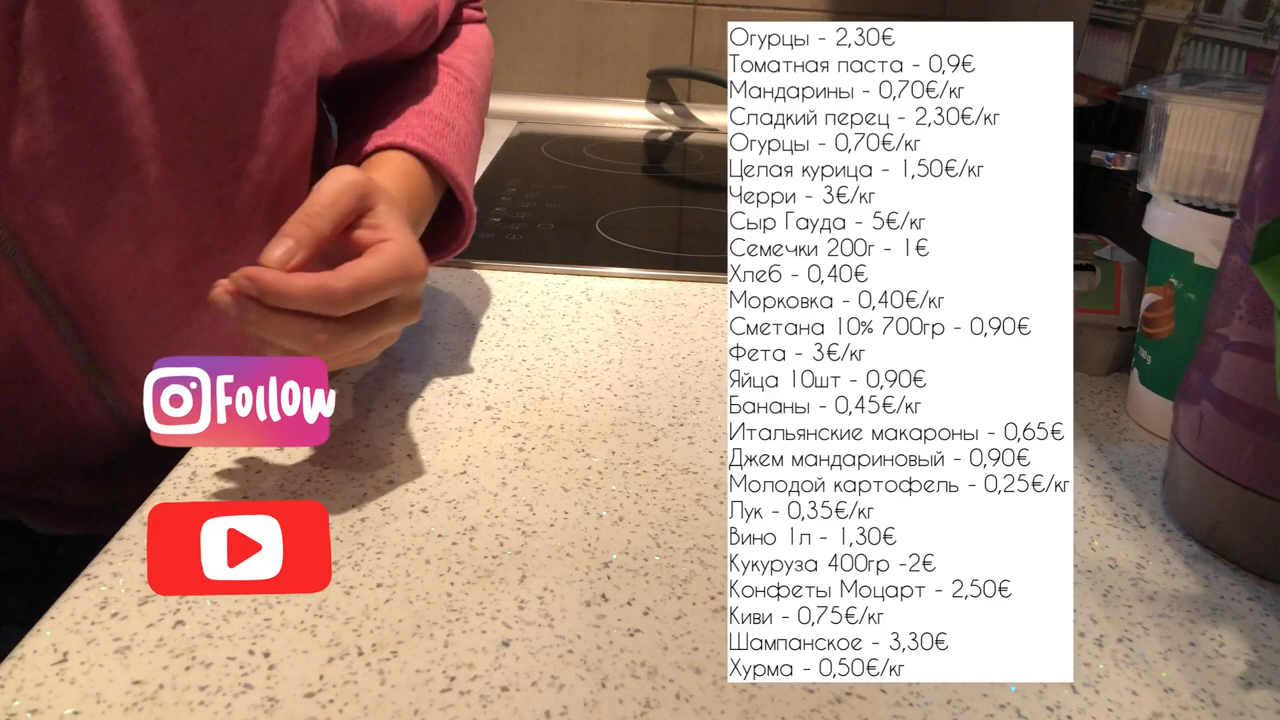 Огурцы - 2,30€
Томатная паста - 0,9€
Мандарины - 0,70€/кг
Сладкий перец - 2,30€/кг
Огурцы - 0,70€/кг
Целая курица - 1,50€/кг
Черри - 3€/кг
Сыр Гауда - 5€/кг
Семечки 200г - 1€
Хлеб - 0,40€
Морковка - 0,40€/кг
Сметана 10% 700гр - 0,90€
Фета - 3€/кг
Яйца 10шт - 0,90€
Бананы - 0,45€/кг
Итальянские макароны - 0,65€
Джем мандариновый - 0,90€
Молодой картофель - 0,25€/кг
Лук - 0,35€/кг
Вино 1л - 1,30€
Кукуруза 400гр -2€
Конфеты Моцарт - 2,50€
Киви - 0,75€/кг
Шампанское - 3,30€
Хурма - 0,50€/кг
Follow